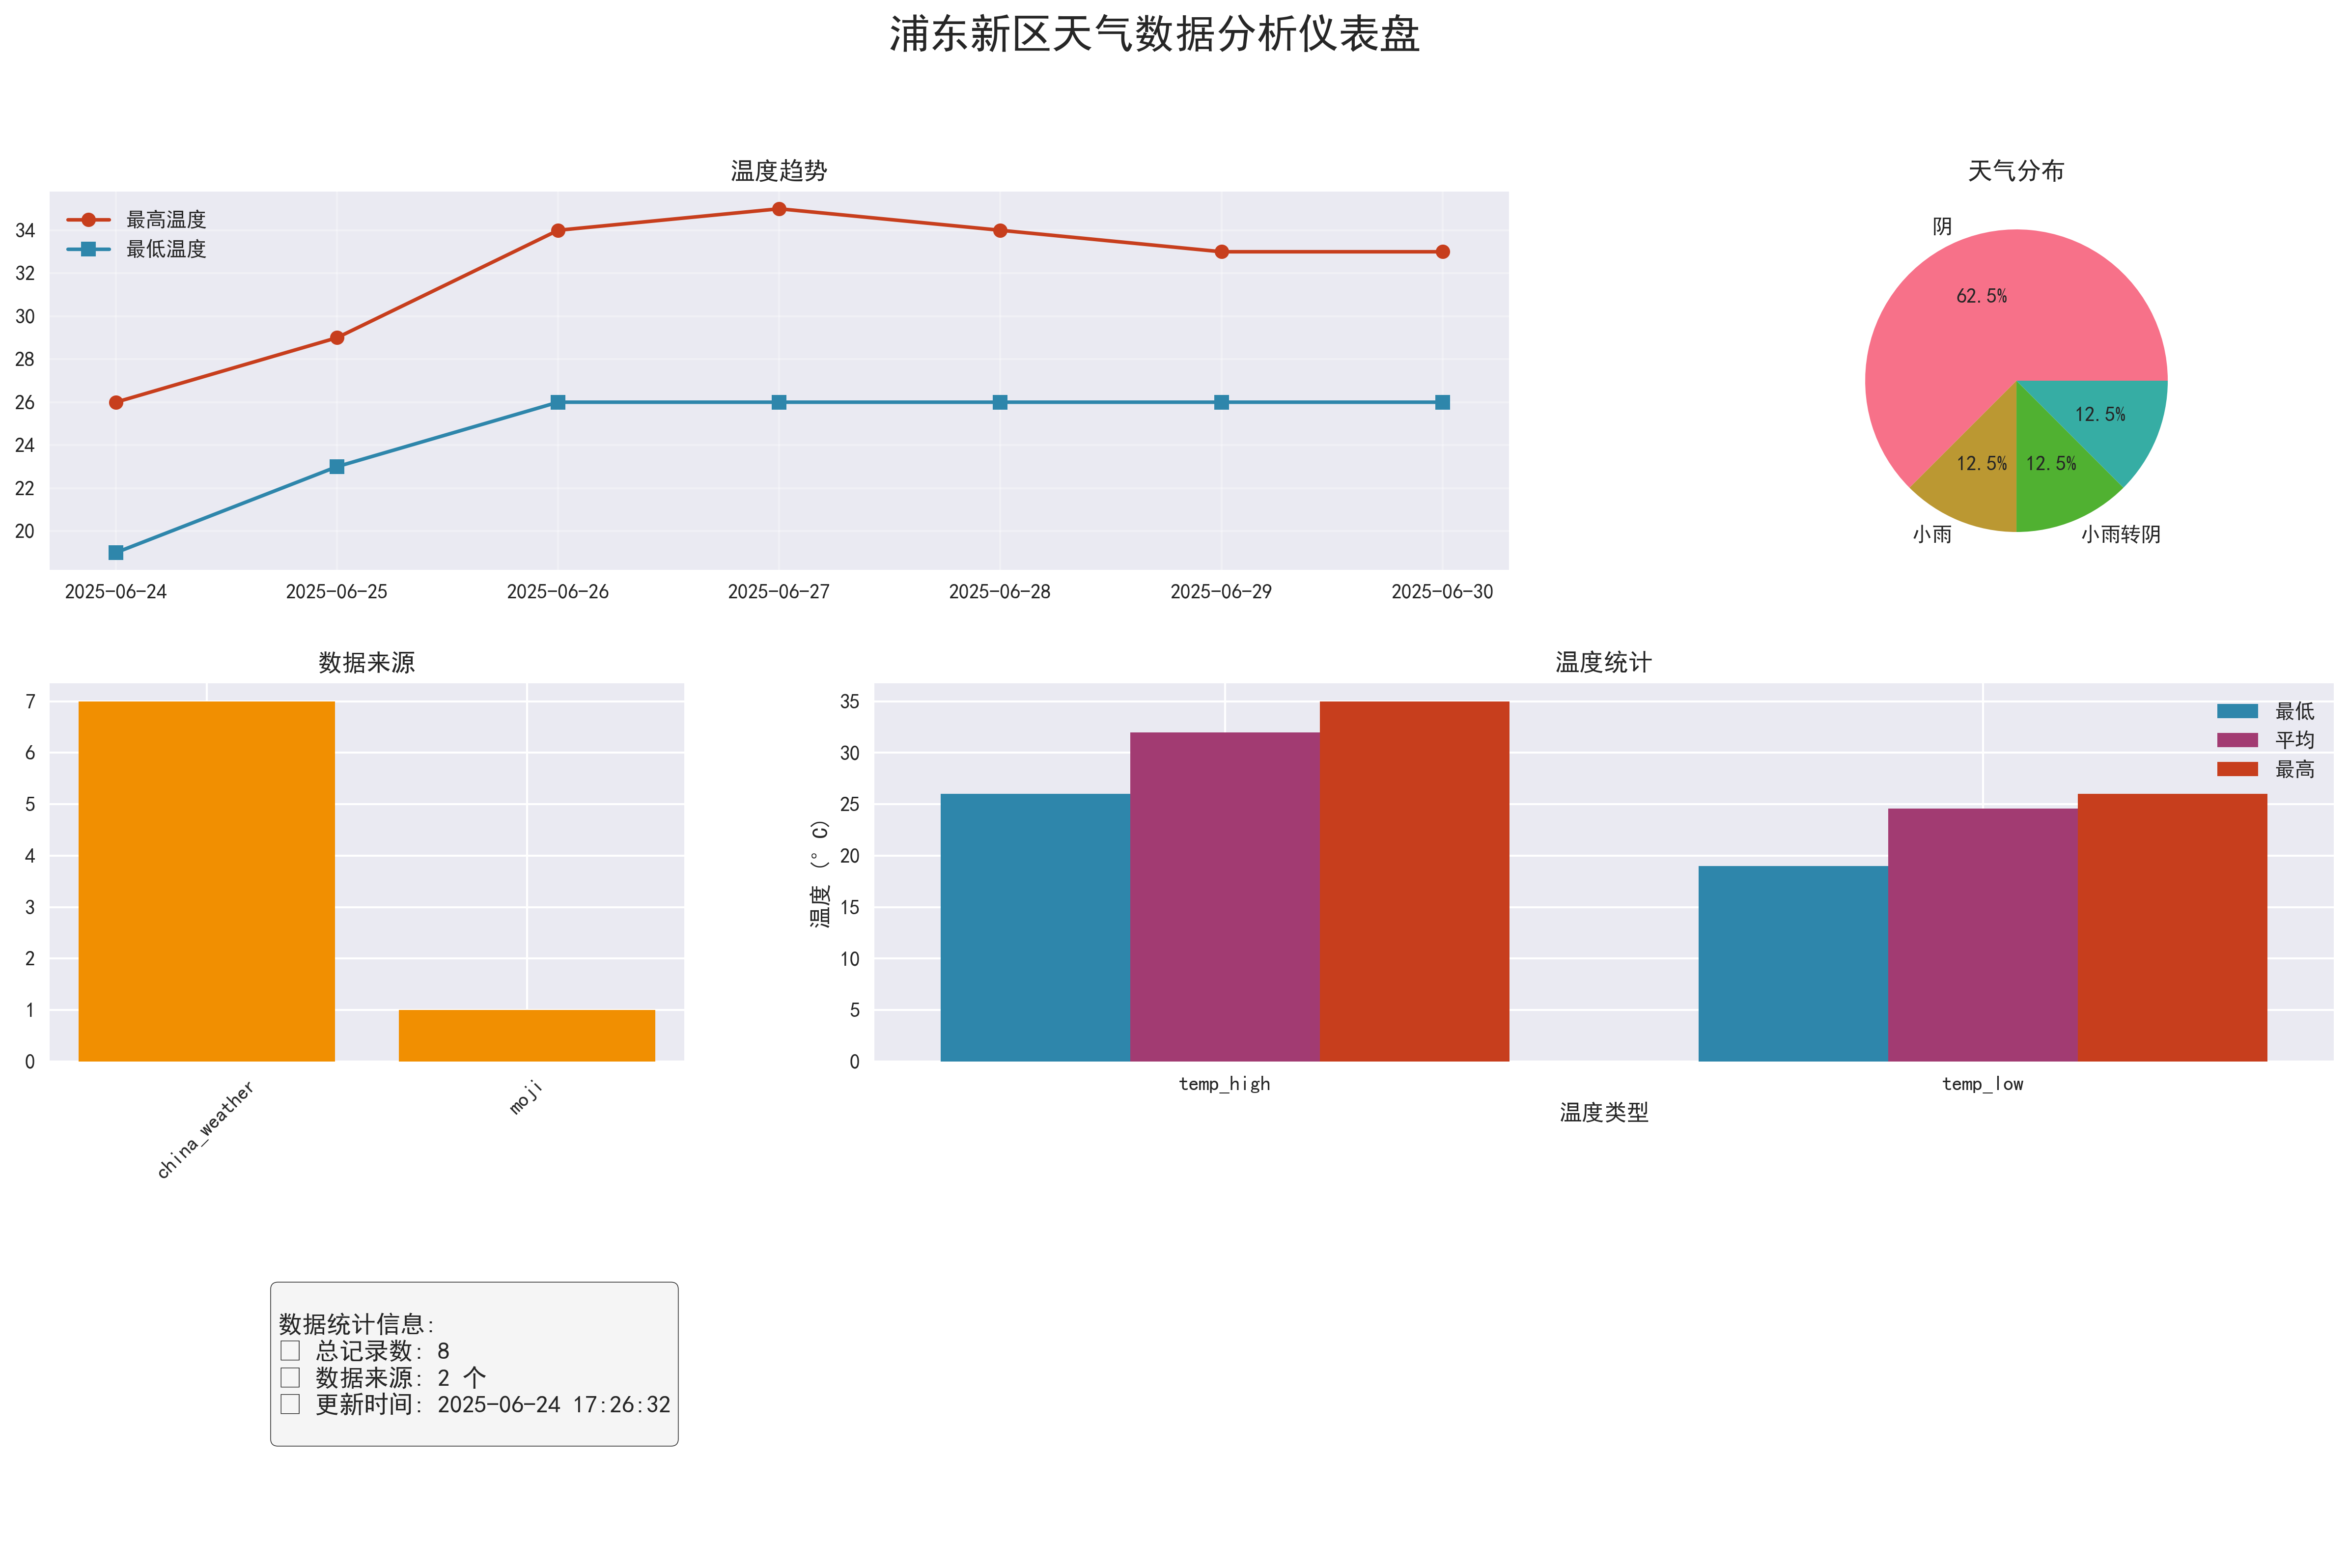 浦东新区天气数据分析仪表盘
温度趋势
最高温度
最低温度
34
32
30
28
26
24
22
20
2025-06-24 2025-06-25 2025-06-26 2025-06-27 2025-06-28 2025-06-29 2025-06-30
天气分布
阴
62.5%
12.5%
12.5% 12.5%
小雨 小雨转阴
数据来源
7
6
5
4
3
2
1
0
china_weather moji
温度统计
最低
平均
最高
温度 (°C)
35
30
25
20
15
10
5
0
temp_high temp_low
温度类型
数据统计信息:
□ 总记录数: 8
□ 数据来源: 2 个
□ 更新时间: 2025-06-24 17:26:32